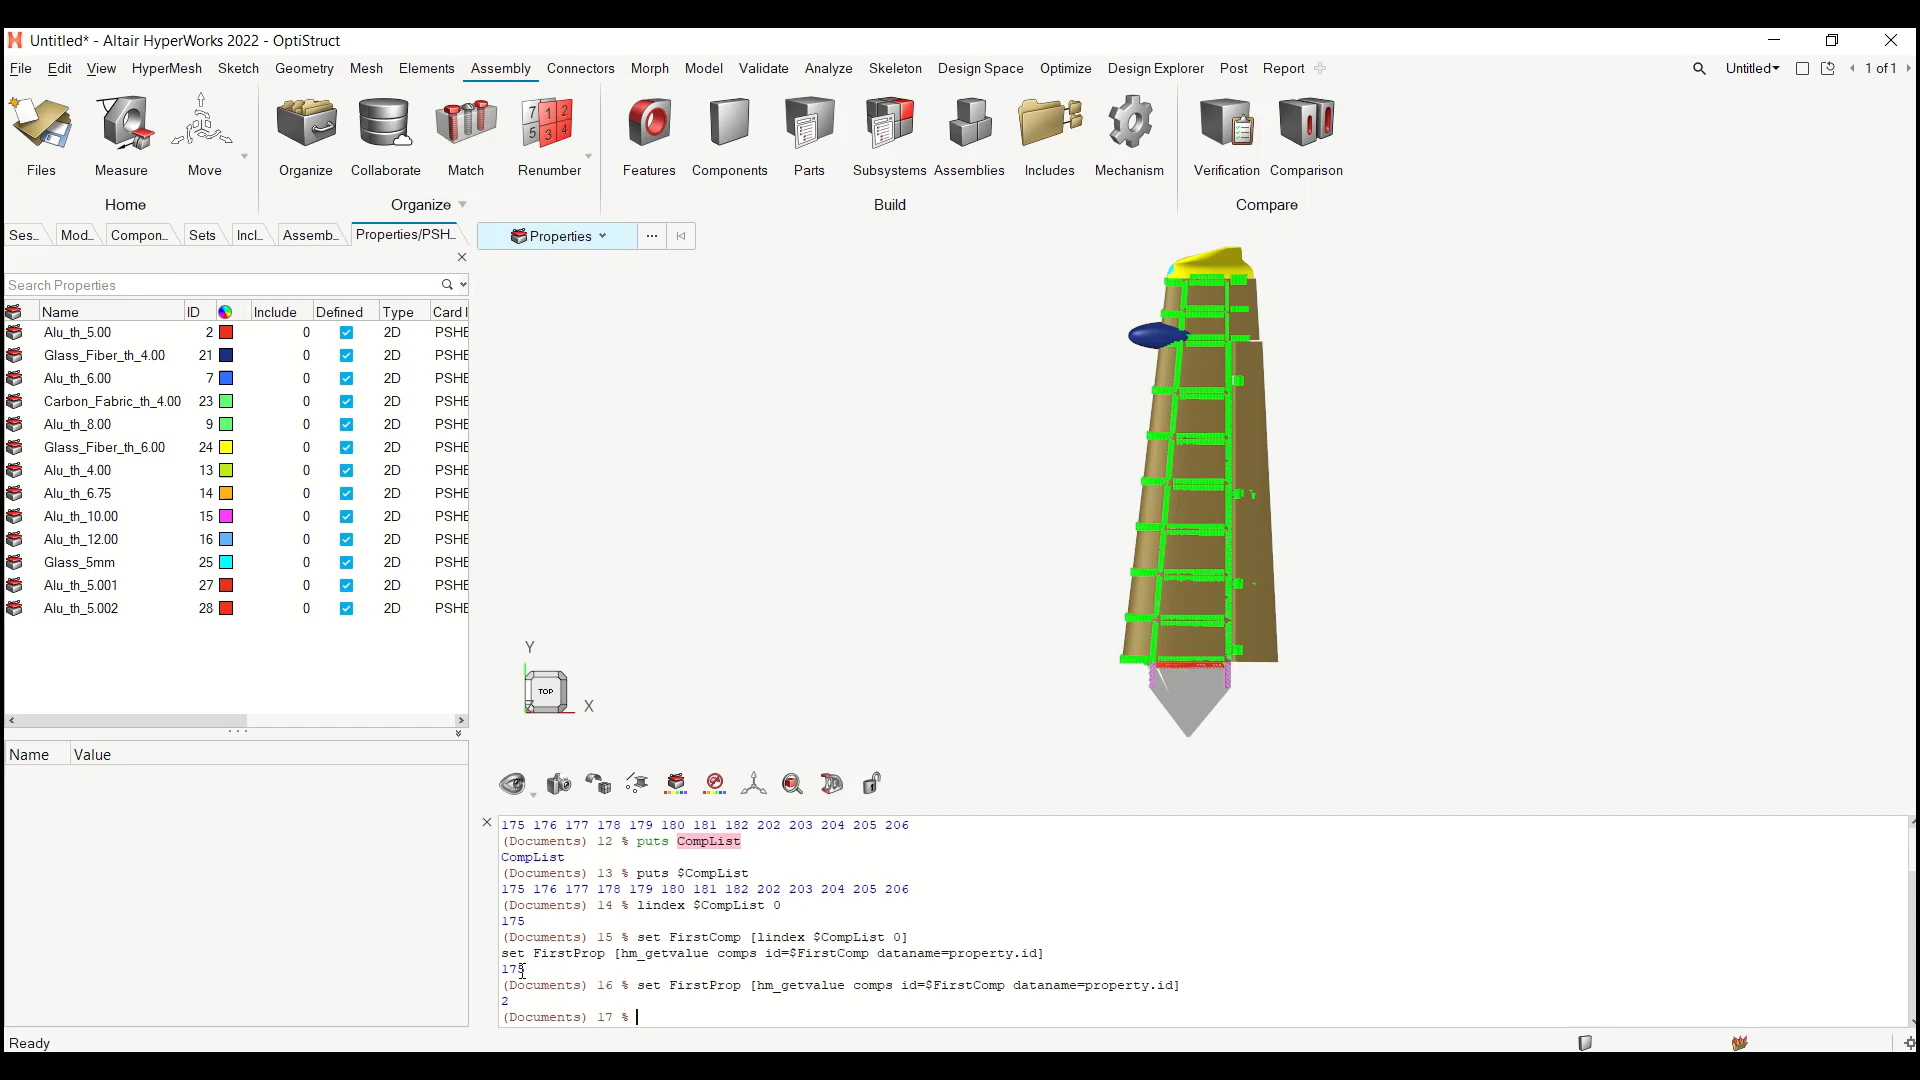 Untitled* - Altair HyperWorks 2022 - OptiStruct
File Edit View HyperMesh Sketch Geometry Mesh Elements Assembly Connectors Morph Model Validate Analyze Skeleton Design Space Optimize Design Explorer Post Report Untitled 1 of 1
7 1 2
5 3 4
Files Measure Move Organize Collaborate Match Renumber Features Components Parts Subsystems Assemblies Includes Mechanism Verification Comparison
Home Organize Build Compare
Ses... Mod... Compon... Sets Incl... Assemb... Properties/PSH... Properties ...
Search Properties
Name ID Include Defined Type Card I
Alu_th_5.00 2 0 2D PSHE
Glass_Fiber_th_4.00 21 0 2D PSHE
Alu_th_6.00 7 0 2D PSHE
Carbon_Fabric_th_4.00 23 0 2D PSHE
Alu_th_8.00 9 0 2D PSHE
Glass_Fiber_th_6.00 24 0 2D PSHE
Alu_th_4.00 13 0 2D PSHE
Alu_th_6.75 14 0 2D PSHE
Alu_th_10.00 15 0 2D PSHE
Alu_th_12.00 16 0 2D PSHE
Glass_5mm 25 0 2D PSHE
Alu_th_5.001 27 0 2D PSHE
Alu_th_5.002 28 0 2D PSHE
Name Value
Y
TOP
Z
X
175 176 177 178 179 180 181 182 202 203 204 205 206
(Documents) 12 % puts CompList
CompList
(Documents) 13 % puts $CompList
175 176 177 178 179 180 181 182 202 203 204 205 206
(Documents) 14 % lindex $CompList 0
175
(Documents) 15 % set FirstComp [lindex $CompList 0]
set FirstProp [hm_getvalue comps id=$FirstComp dataname=property.id]
175
(Documents) 16 % set FirstProp [hm_getvalue comps id=$FirstComp dataname=property.id]
2
(Documents) 17 %
Ready